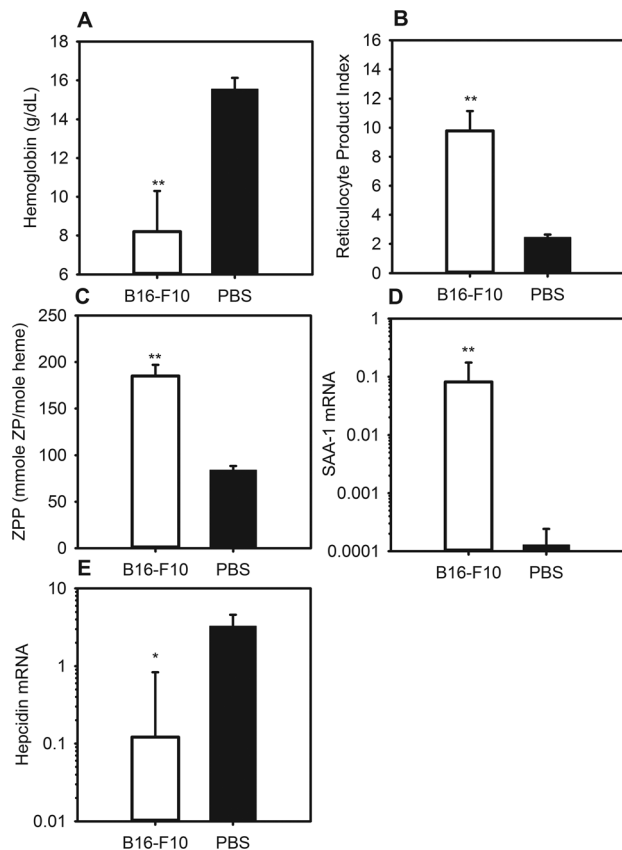 A
Hemoglobin (g/dL)
18
16
14
12
10
8
6
**
B16-F10 PBS
B
Reticulocyte Product Index
16
14
12
10
8
6
4
2
0
**
B16-F10 PBS
C
ZPP (mmole ZP/mole heme)
250
200
150
100
50
0
**
B16-F10 PBS
D
SAA-1 mRNA
1
0.1
0.01
0.001
0.0001
**
B16-F10 PBS
E
Hepcidin mRNA
10
1
0.1
0.01
*
B16-F10 PBS